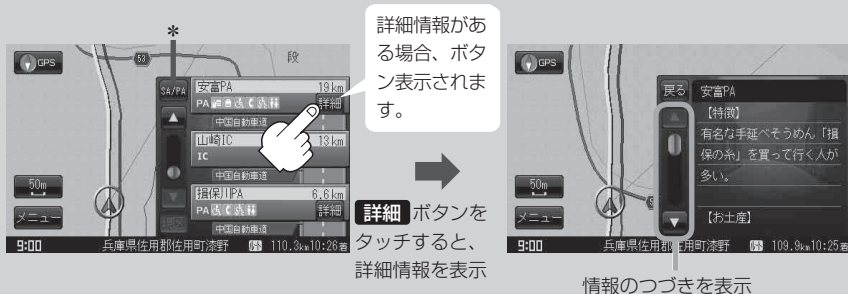 *
詳細情報があ
る場合、ボタ
ン表示されま
す。
GPS
53
段
SA/PA
安富PA 19km
PA
詳細
中国自動車道
山崎IC 13km
IC
中国自動車道
揖保川PA 6.6km
PA
詳細
中国自動車道
50m
メニュー
9:00 兵庫県佐用郡佐用町漆野 110.3km 10:26着
詳細 ボタンを
タッチすると、
詳細情報を表示
GPS
戻る 安富PA
【特徴】
有名な手延べそうめん「揖
保の糸」を買って行く人が
多い。
【お土産】
50m
メニュー
9:00 兵庫県佐用郡佐用町漆野 109.9km 10:25着
情報のつづきを表示